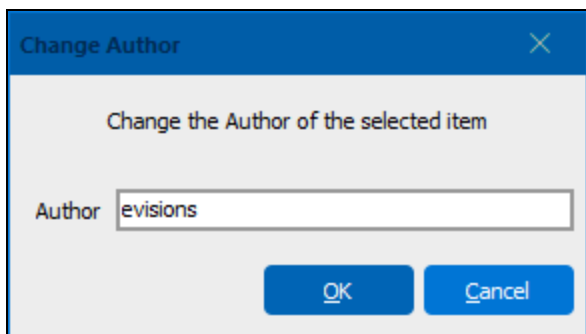 Change Author
Change the Author of the selected item
Author evisions
OK Cancel